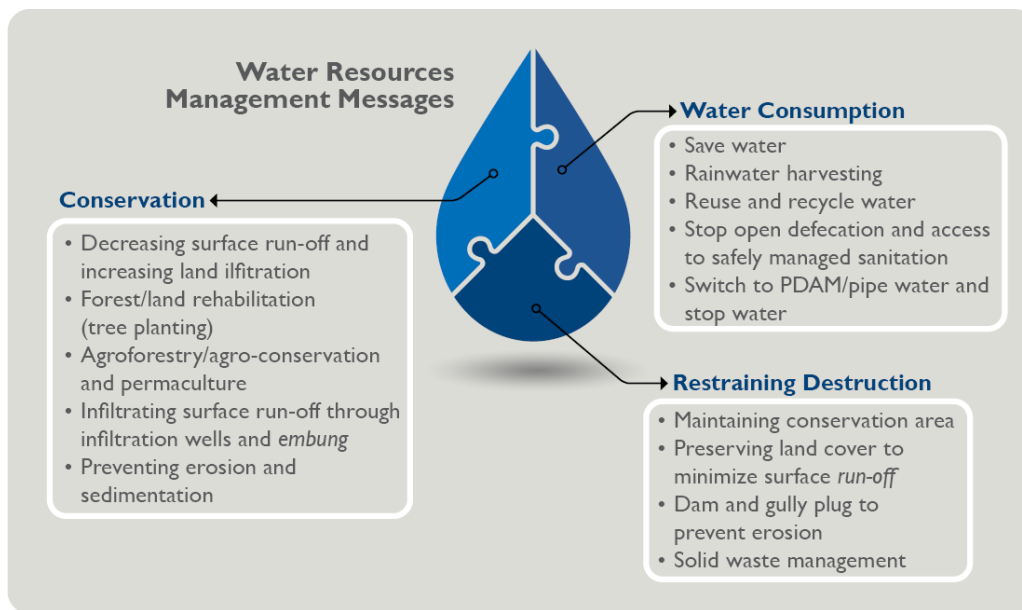 Water Resources
Management Messages
Water Consumption
• Save water
• Rainwater harvesting
• Reuse and recycle water
• Stop open defecation and access
to safely managed sanitation
• Switch to PDAM/pipe water and
stop water
Conservation
• Decreasing surface run-off and
increasing land ilfitration
• Forest/land rehabilitation
(tree planting)
• Agroforestry/agro-conservation
and permaculture
• Infiltrating surface run-off through
infiltration wells and embung
• Preventing erosion and
sedimentation
Restraining Destruction
• Maintaining conservation area
• Preserving land cover to
minimize surface run-off
• Dam and gully plug to
prevent erosion
• Solid waste management